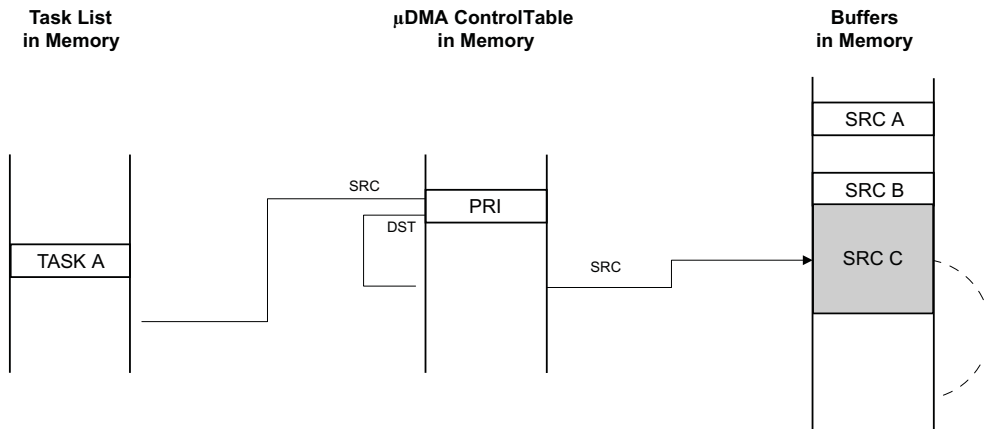 Task List
in Memory
µDMA ControlTable
in Memory
Buffers
in Memory
SRC A
SRC B
SRC
PRI
DST
TASK A
SRC C
SRC